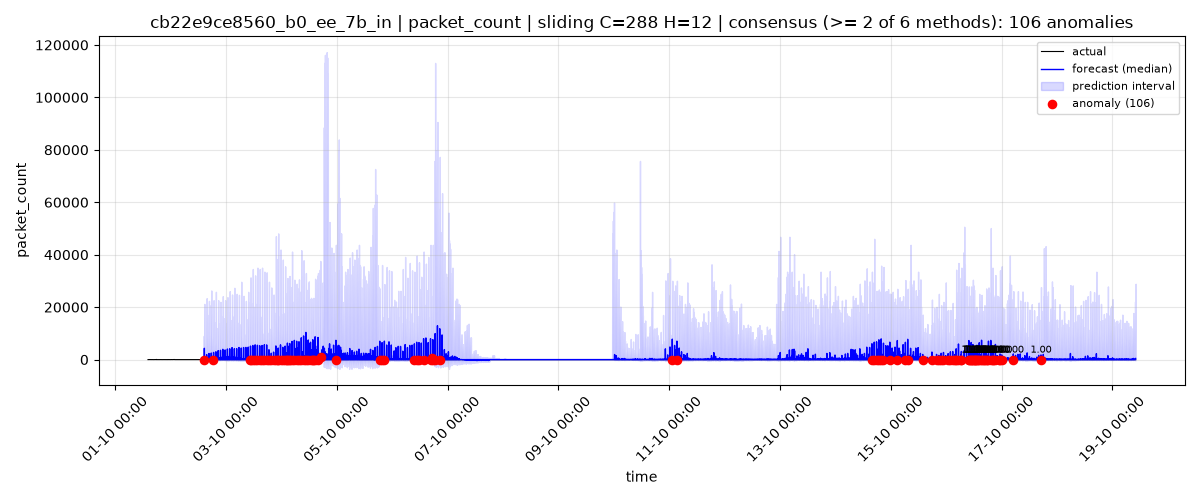 cb22e9ce8560_b0_ee_7b_in | packet_count | sliding C=288 H=12 | consensus (>= 2 of 6 methods): 106 anomalies
120000
100000
80000
60000
40000
20000
0
packet_count
actual
forecast (median)
prediction interval
anomaly (106)
1.00
01-10 00:00
03-10 00:00
05-10 00:00
07-10 00:00
09-10 00:00
11-10 00:00
13-10 00:00
15-10 00:00
17-10 00:00
19-10 00:00
time